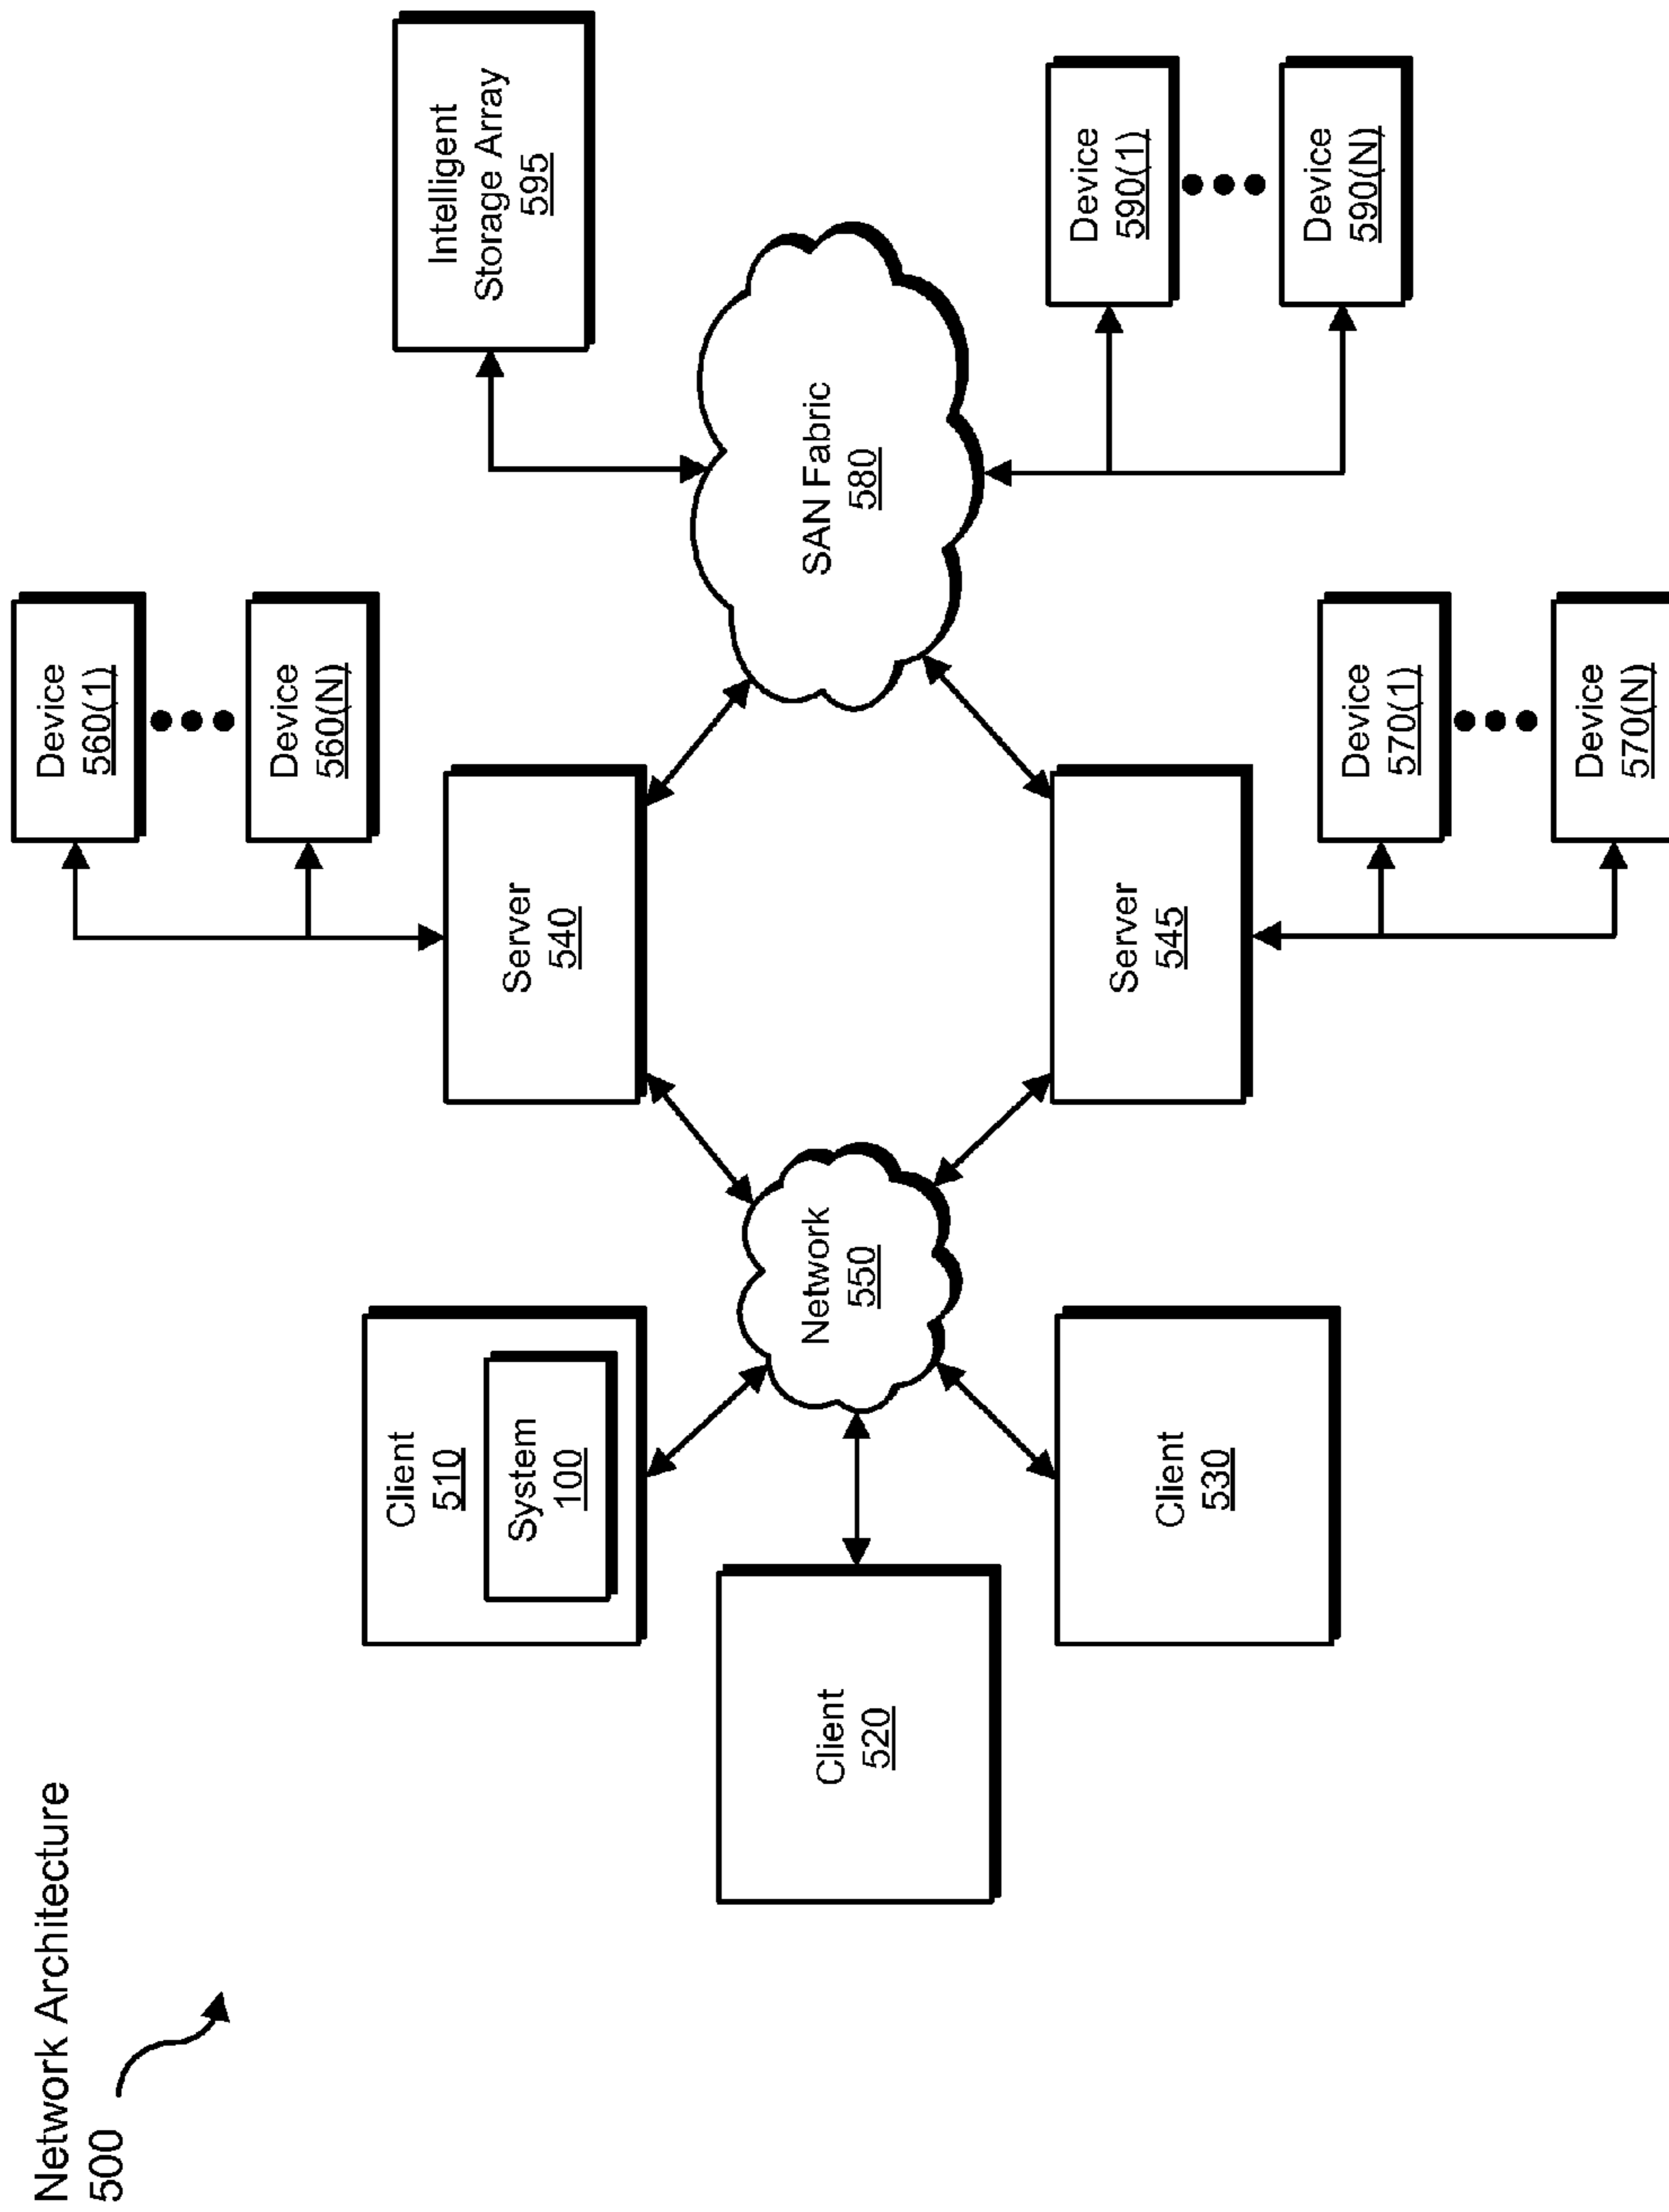 Network Architecture
500
Device
560(1)
Device
560(N)
Intelligent
Storage Array
595
Client
510
System
100
Server
540
Client
520
Network
550
SAN Fabric
580
Client
530
Server
545
Device
590(1)
Device
590(N)
Device
570(1)
Device
570(N)